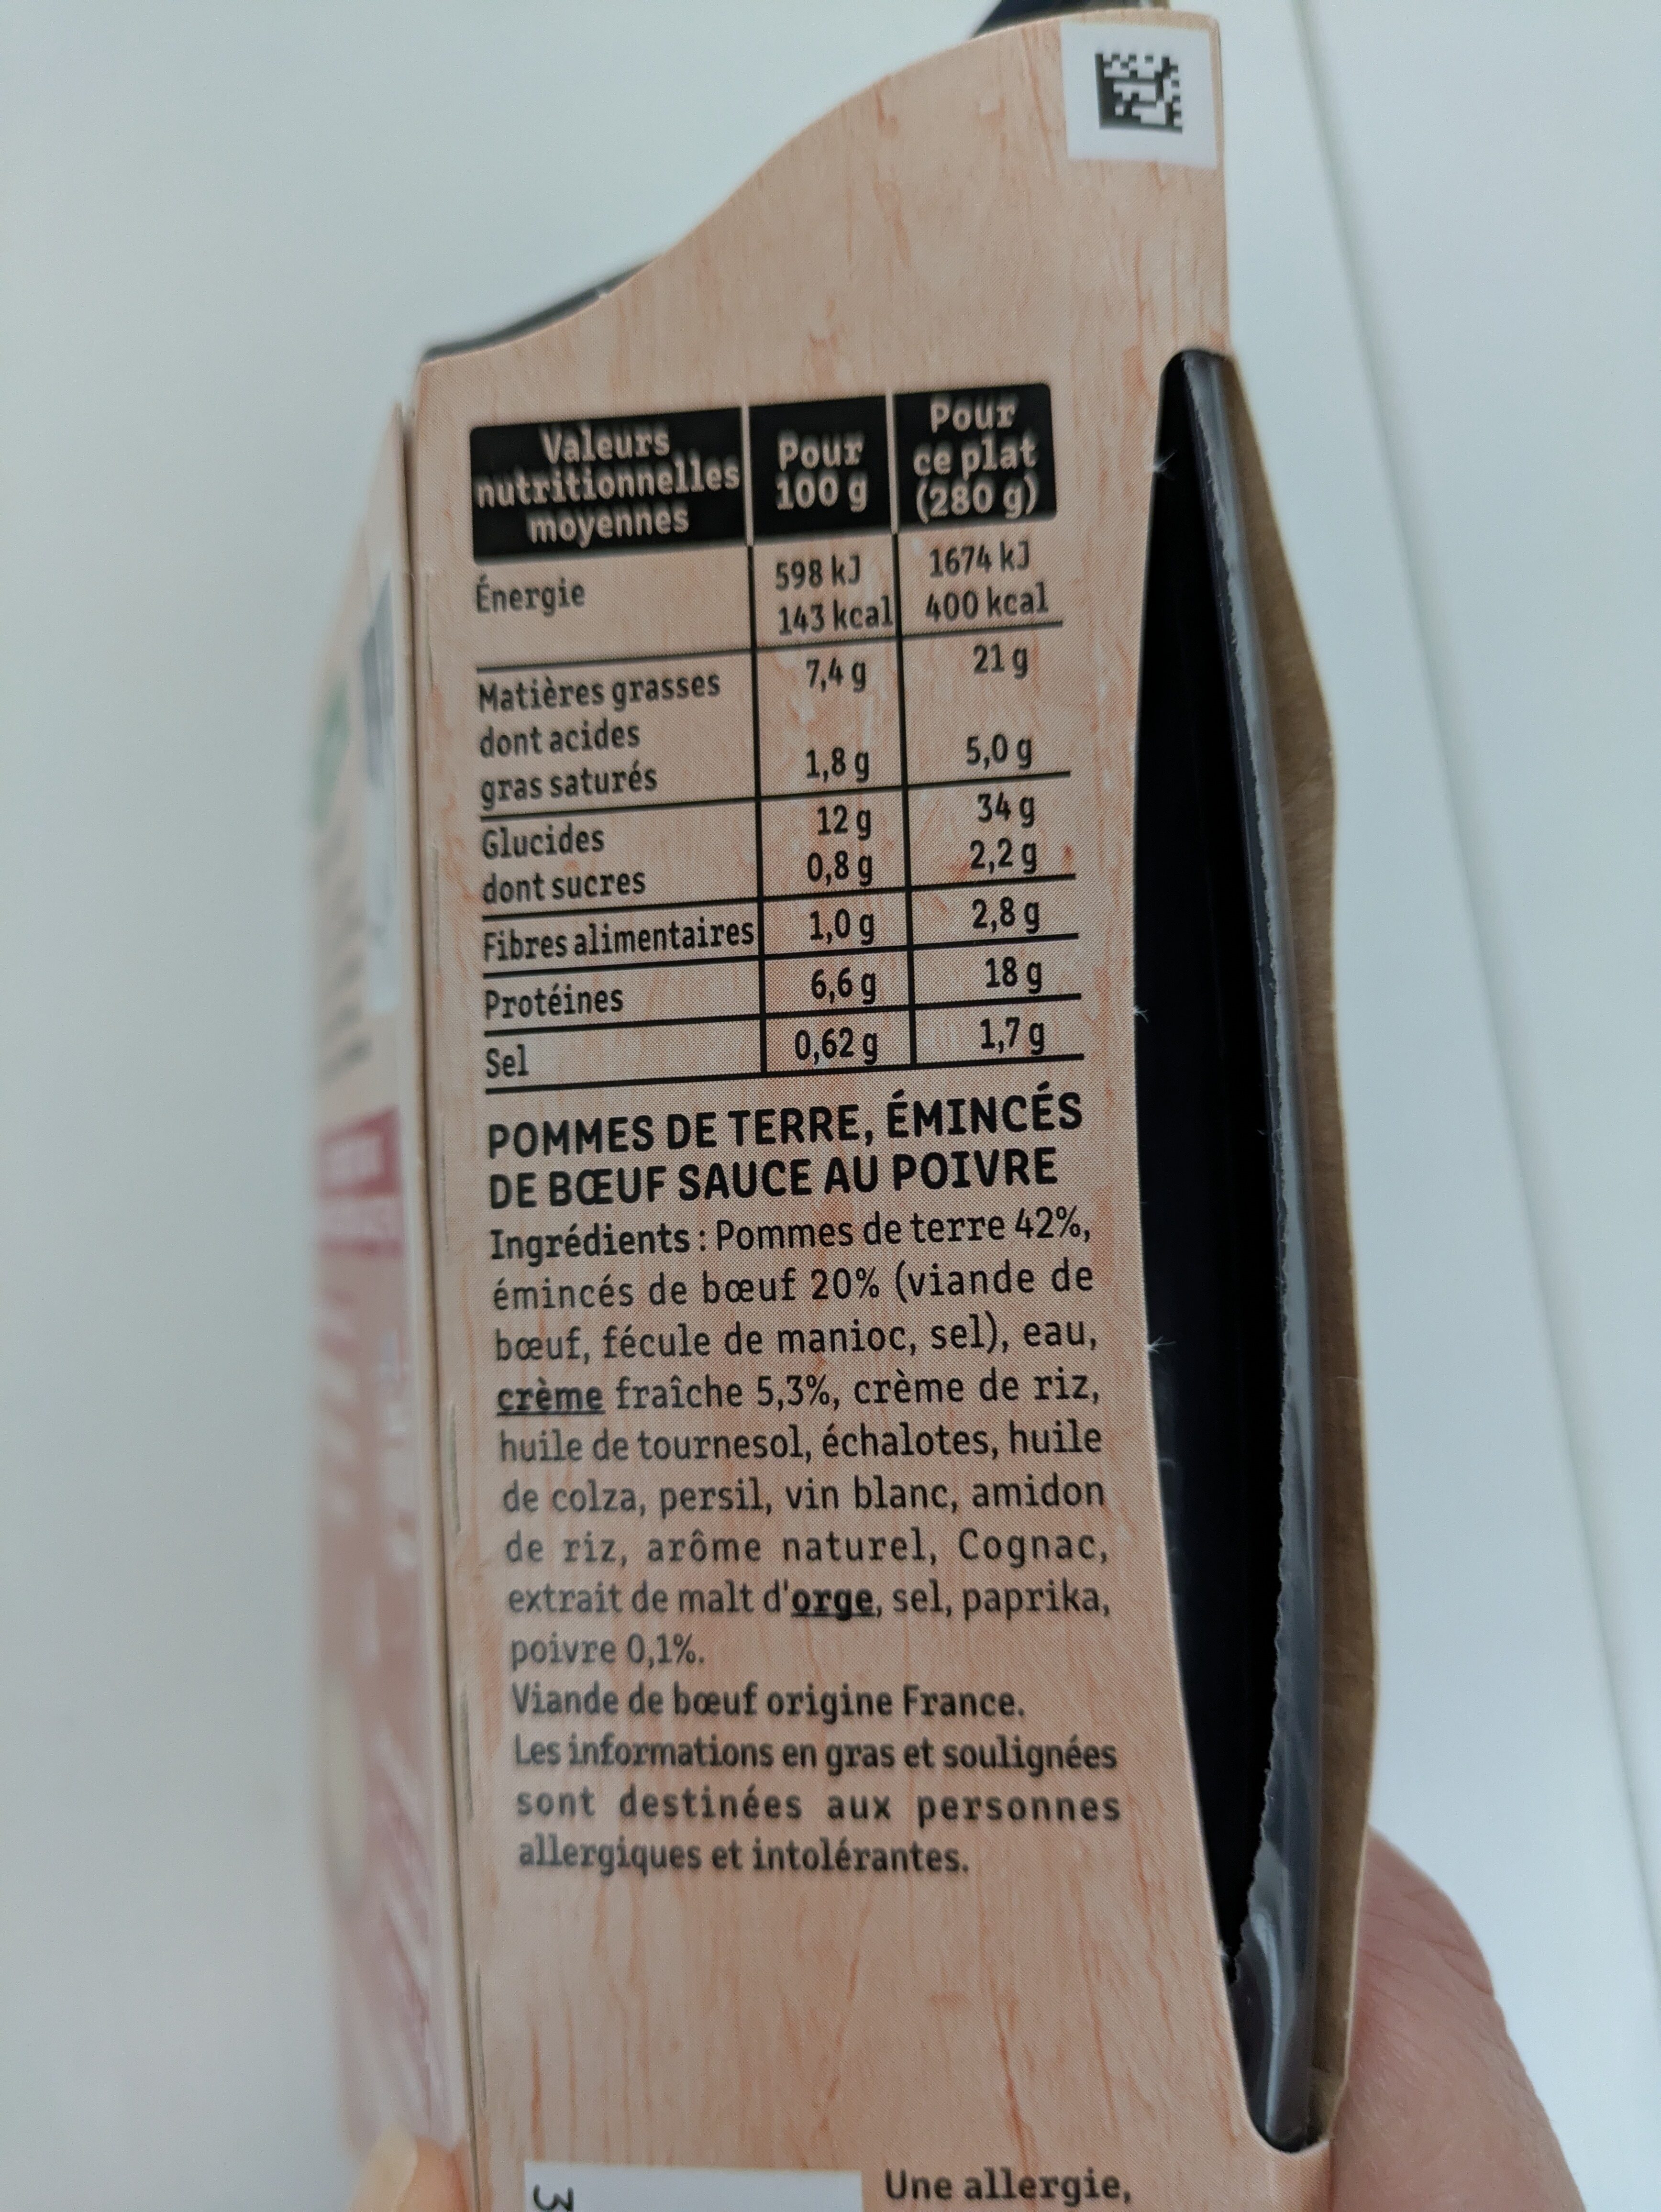 Valeurs nutritionnelles moyennes | Pour 100 g | Pour ce plat (280 g)
Énergie | 598 kJ 143 kcal | 1674 kJ 400 kcal
Matières grasses | 7,4 g | 21 g
dont acides gras saturés | 1,8 g | 5,0 g
Glucides | 12 g | 34 g
dont sucres | 0,8 g | 2,2 g
Fibres alimentaires | 1,0 g | 2,8 g
Protéines | 6,6 g | 18 g
Sel | 0,62 g | 1,7 g
POMMES DE TERRE, ÉMINCÉS
DE BŒUF SAUCE AU POIVRE
Ingrédients : Pommes de terre 42%,
émincés de bœuf 20% (viande de
bœuf, fécule de manioc, sel), eau,
crème fraîche 5,3%, crème de riz,
huile de tournesol, échalotes, huile
de colza, persil, vin blanc, amidon
de riz, arôme naturel, Cognac,
extrait de malt d'orge, sel, paprika,
poivre 0,1%.
Viande de bœuf origine France.
Les informations en gras et soulignées
sont destinées aux personnes
allergiques et intolérantes.
3
Une allergie,